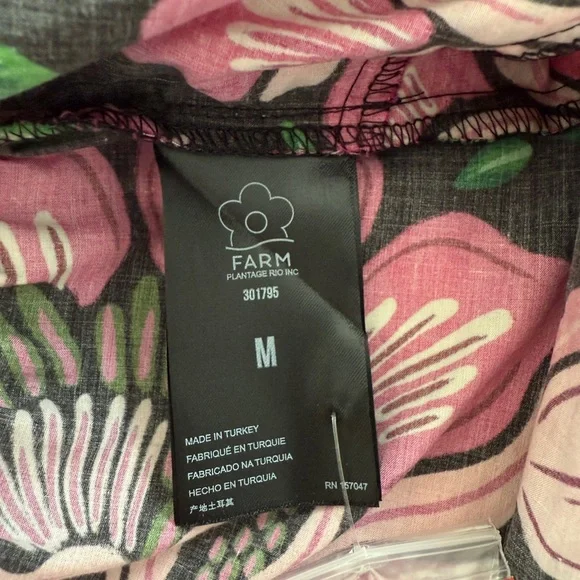 FARM
PLANTAGE RIO INC
301795
M
MADE IN TURKEY
FABRIQUÉ EN TURQUIE
FABRICADO NA TURQUIA
HECHO EN TURQUIA
产地土耳其
RN 157047